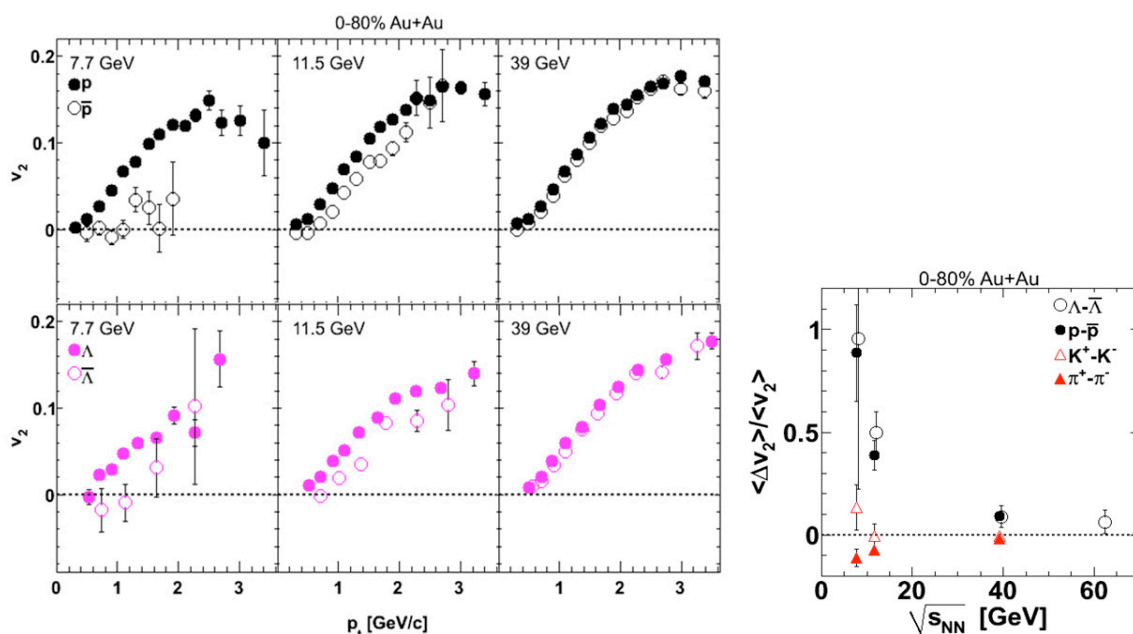 0-80% Au+Au
0.2
7.7 GeV
11.5 GeV
39 GeV
p
p̅
0.1
v₂
0
0.2
7.7 GeV
11.5 GeV
39 GeV
Λ
Λ̅
0.1
v₂
0
0 1 2 3 1 2 3 1 2 3
pₜ [GeV/c]
0-80% Au+Au
Λ-Λ̅
p-p̅
K⁺-K⁻
π⁺-π⁻
1
0.5
0
<Δv₂>/<v₂>
0 20 40 60
√sNN [GeV]